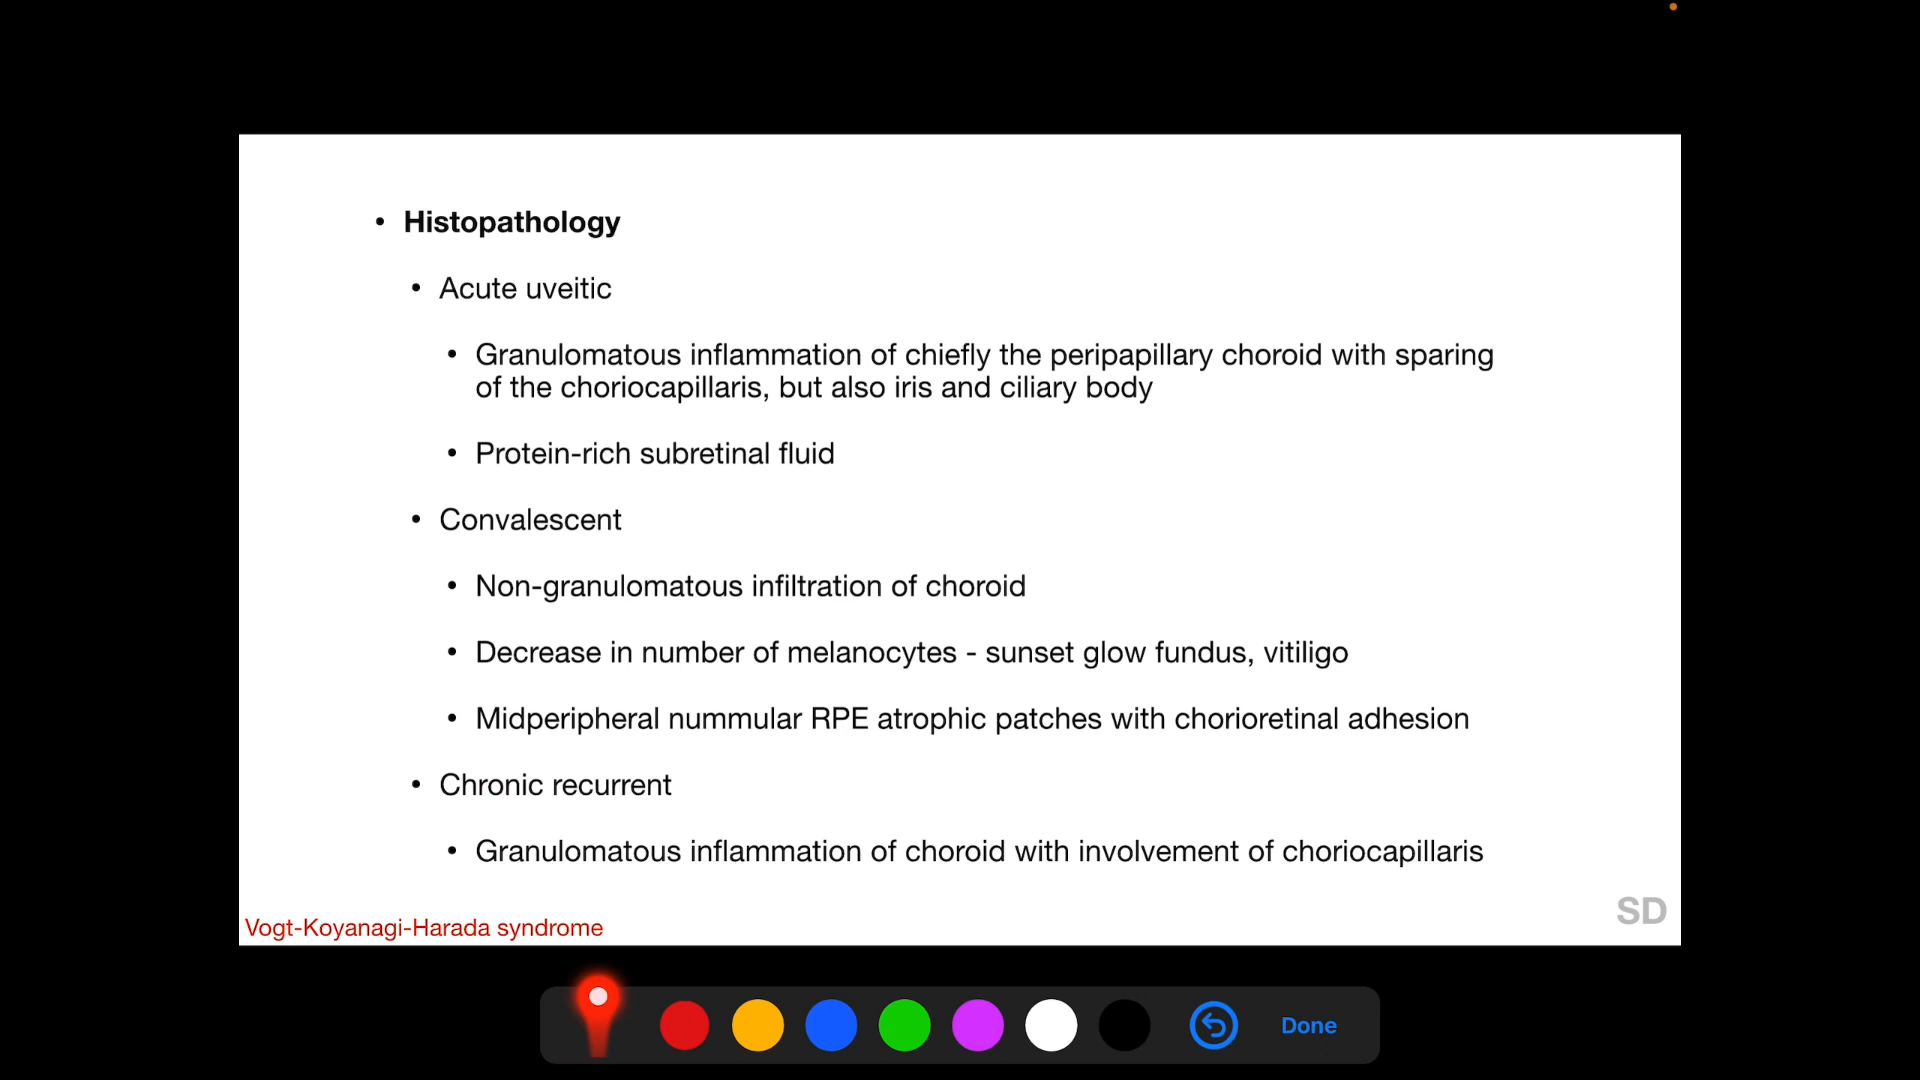 • Histopathology
• Acute uveitic
• Granulomatous inflammation of chiefly the peripapillary choroid with sparing
of the choriocapillaris, but also iris and ciliary body
• Protein-rich subretinal fluid
• Convalescent
• Non-granulomatous infiltration of choroid
• Decrease in number of melanocytes - sunset glow fundus, vitiligo
• Midperipheral nummular RPE atrophic patches with chorioretinal adhesion
• Chronic recurrent
• Granulomatous inflammation of choroid with involvement of choriocapillaris
SD
Vogt-Koyanagi-Harada syndrome
Done